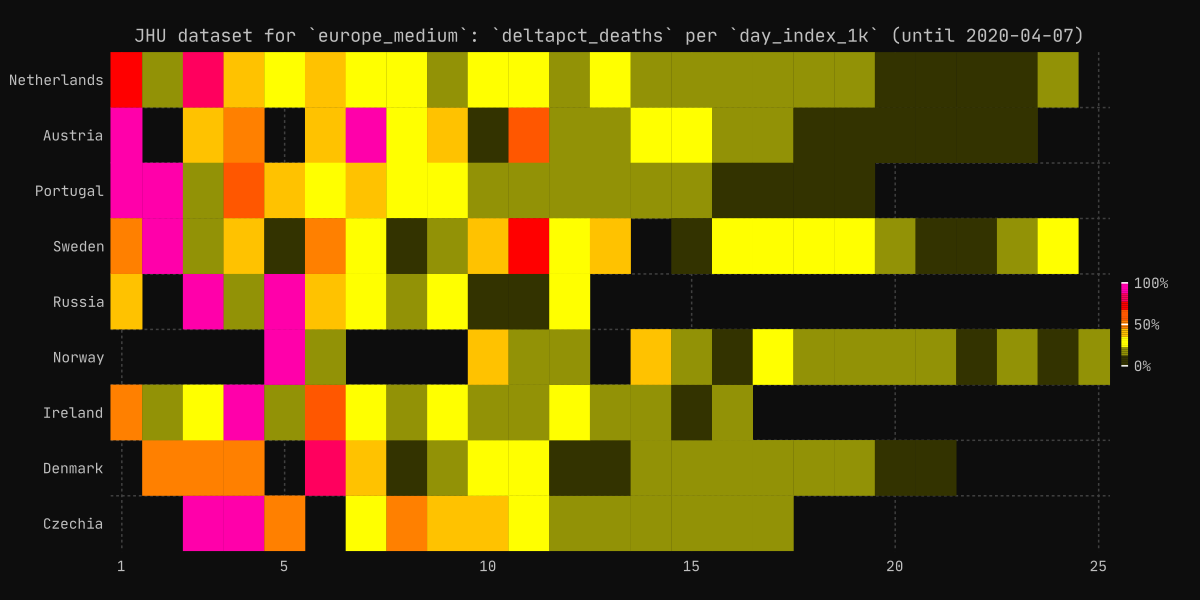 JHU dataset for `europe_medium`: `deltapct_deaths` per `day_index_1k` (until 2020-04-07)
Netherlands
Austria
Portugal
Sweden
Russia
Norway
Ireland
Denmark
Czechia
100%
50%
0%
1 5 10 15 20 25